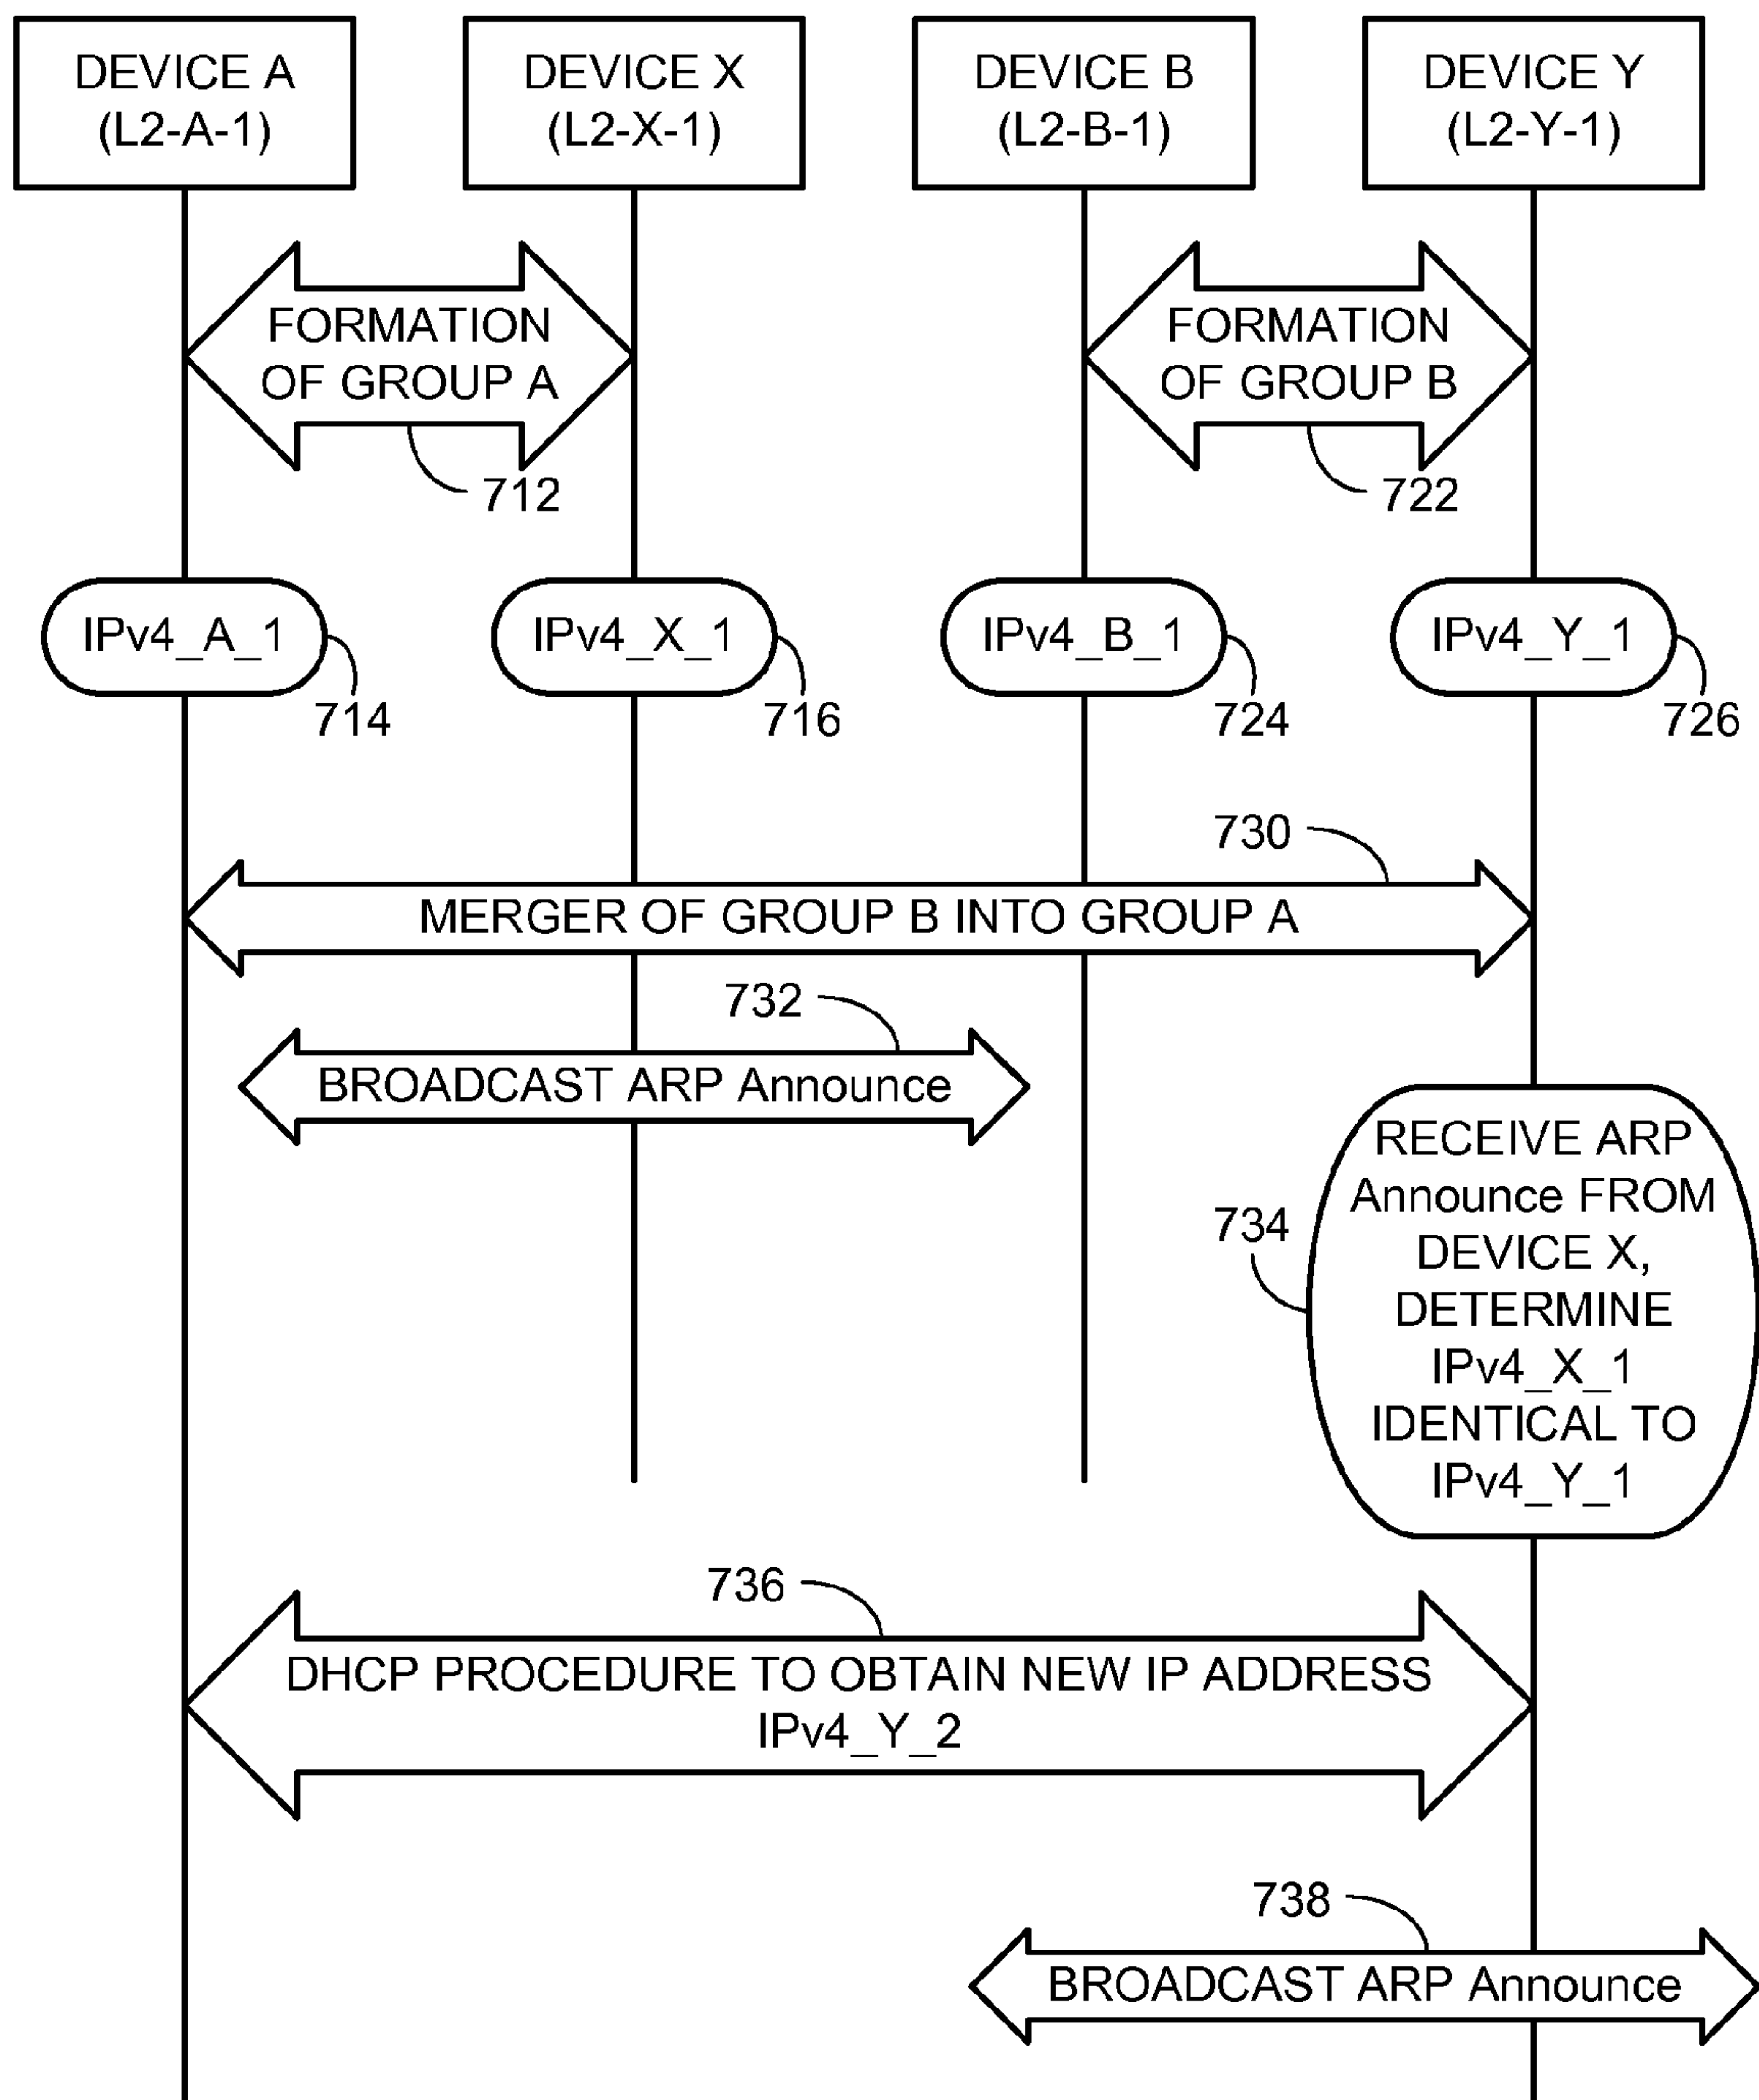 DEVICE A
(L2-A-1)
DEVICE X
(L2-X-1)
DEVICE B
(L2-B-1)
DEVICE Y
(L2-Y-1)
FORMATION
OF GROUP A
712
FORMATION
OF GROUP B
722
IPv4_A_1
714
IPv4_X_1
716
IPv4_B_1
724
IPv4_Y_1
726
730
MERGER OF GROUP B INTO GROUP A
732
BROADCAST ARP Announce
734
RECEIVE ARP
Announce FROM
DEVICE X,
DETERMINE
IPv4_X_1
IDENTICAL TO
IPv4_Y_1
736
DHCP PROCEDURE TO OBTAIN NEW IP ADDRESS
IPv4_Y_2
738
BROADCAST ARP Announce